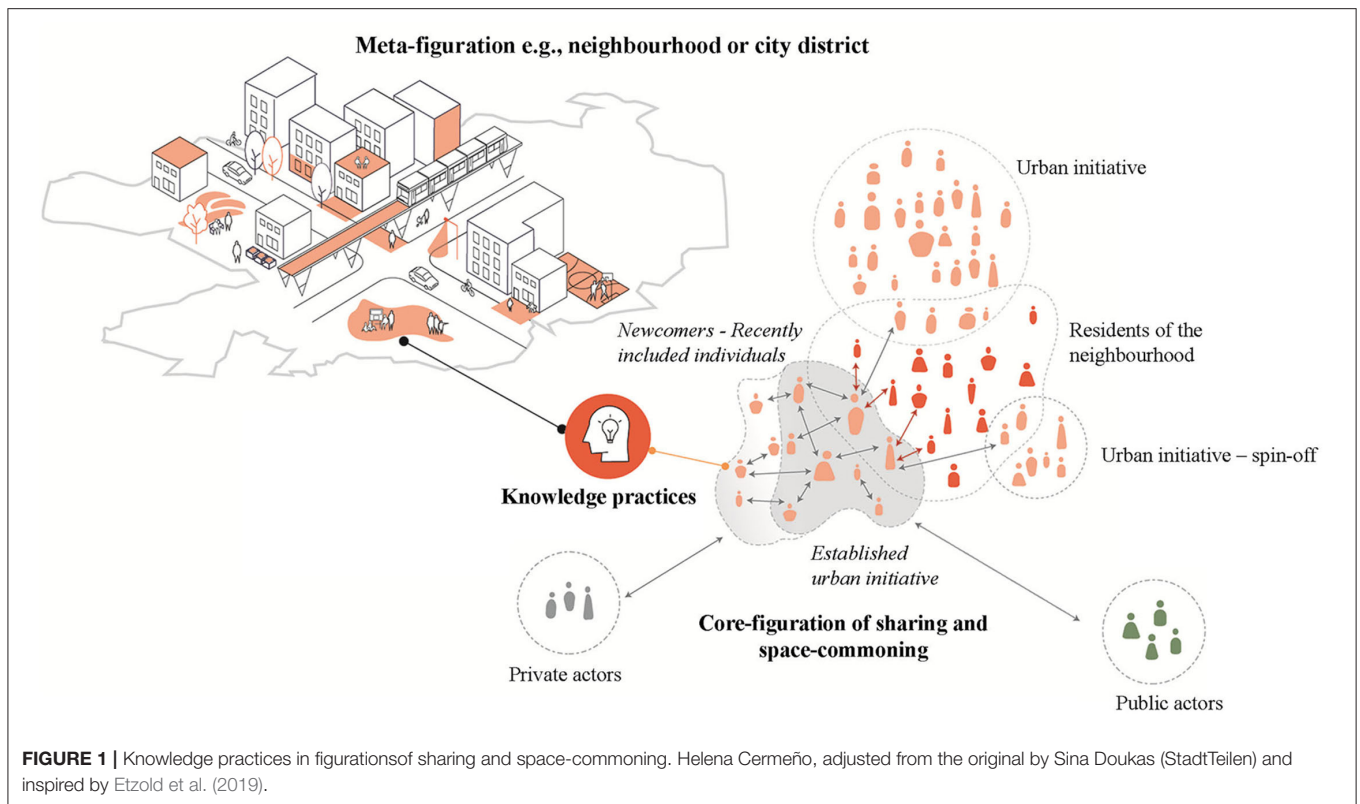 Meta-figuration e.g., neighbourhood or city district
Urban initiative
Newcomers - Recently
included individuals
Residents of the
neighbourhood
Urban initiative – spin-off
Knowledge practices
Established
urban initiative
Core-figuration of sharing and
space-commoning
Private actors
Public actors
FIGURE 1 | Knowledge practices in figurationsof sharing and space-commoning. Helena Cermeño, adjusted from the original by Sina Doukas (StadtTeilen) and
inspired by Etzold et al. (2019).